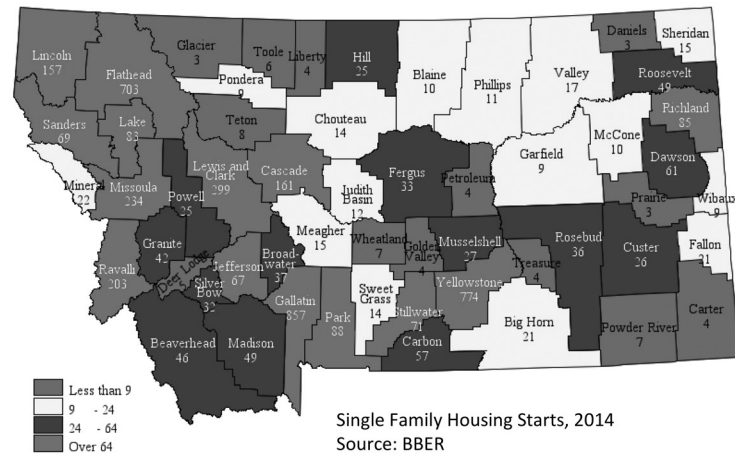 Lincoln
157
Flathead
703
Glacier
3
Toole
6
Liberty
4
Hill
25
Blaine
10
Phillips
11
Valley
17
Daniels
3
Sheridan
15
Roosevelt
49
Pondera
9
Sanders
69
Lake
83
Teton
8
Chouteau
14
Richland
85
McCone
10
Garfield
9
Dawson
61
Mineral
22
Missoula
234
Powell
25
Lewis and
Clark
299
Cascade
161
Judith
Basin
12
Fergus
33
Petroleum
4
Prairie
3
Wibaux
9
Meagher
15
Granite
42
Ravalli
203
Deer Lodge
Jefferson
67
Broad-
water
37
Wheatland
7
Golden
Valley
4
Musselshell
27
Treasure
4
Rosebud
36
Custer
26
Fallon
21
Silver
Bow
32
Gallatin
857
Park
88
Sweet
Grass
14
Stillwater
71
Yellowstone
774
Big Horn
21
Powder River
7
Carter
4
Beaverhead
46
Madison
49
Carbon
57
Less than 9
9 - 24
24 - 64
Over 64
Single Family Housing Starts, 2014
Source: BBER